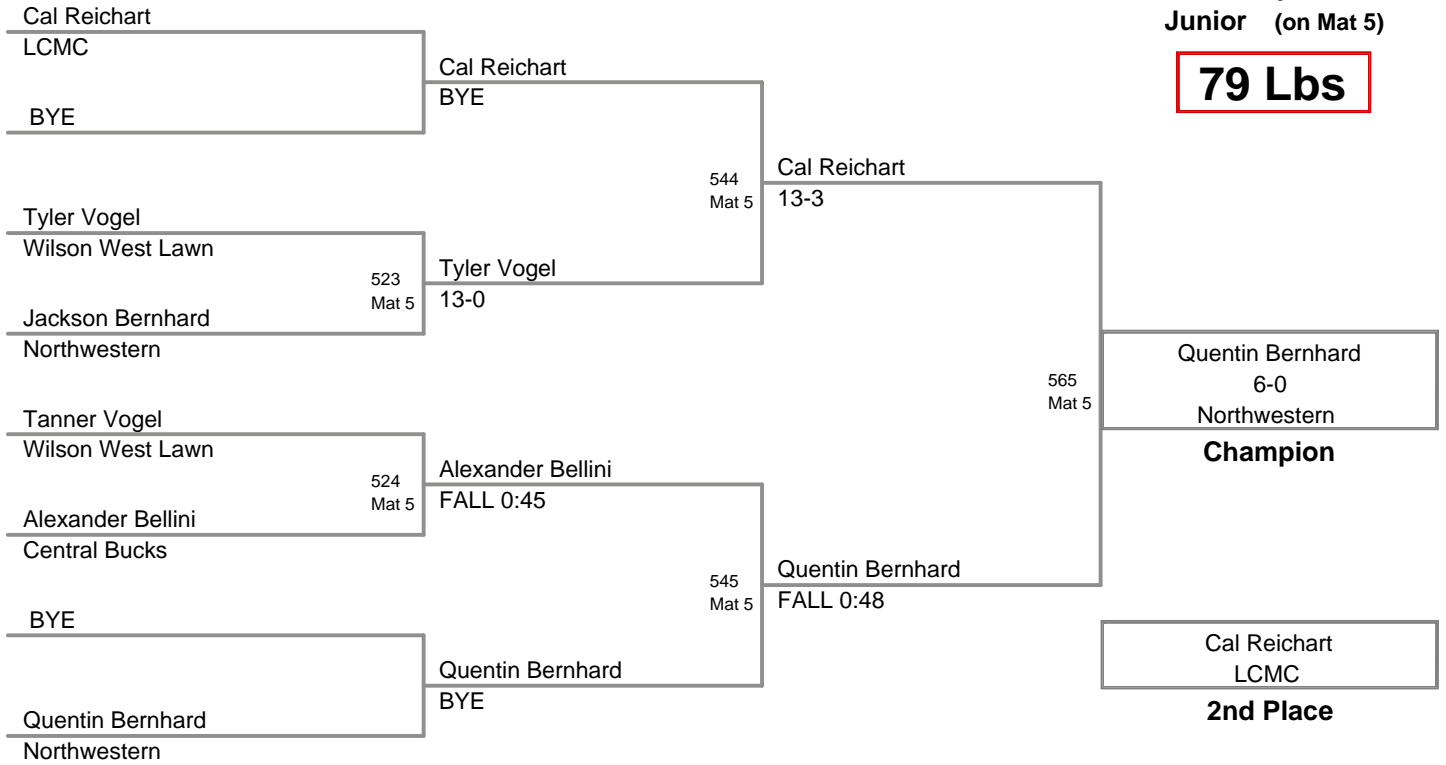 Junior (on Mat 5)
79 Lbs
Cal Reichart
LCMC
BYE
Tyler Vogel
Wilson West Lawn
523
Mat 5
Jackson Bernhard
Northwestern
Tanner Vogel
Wilson West Lawn
524
Mat 5
Alexander Bellini
Central Bucks
BYE
Quentin Bernhard
Northwestern
Cal Reichart
BYE
544
Mat 5
Tyler Vogel
13-0
Alexander Bellini
FALL 0:45
545
Mat 5
Quentin Bernhard
BYE
Cal Reichart
13-3
565
Mat 5
Quentin Bernhard
FALL 0:48
Quentin Bernhard
6-0
Northwestern
Champion
Cal Reichart
LCMC
2nd Place